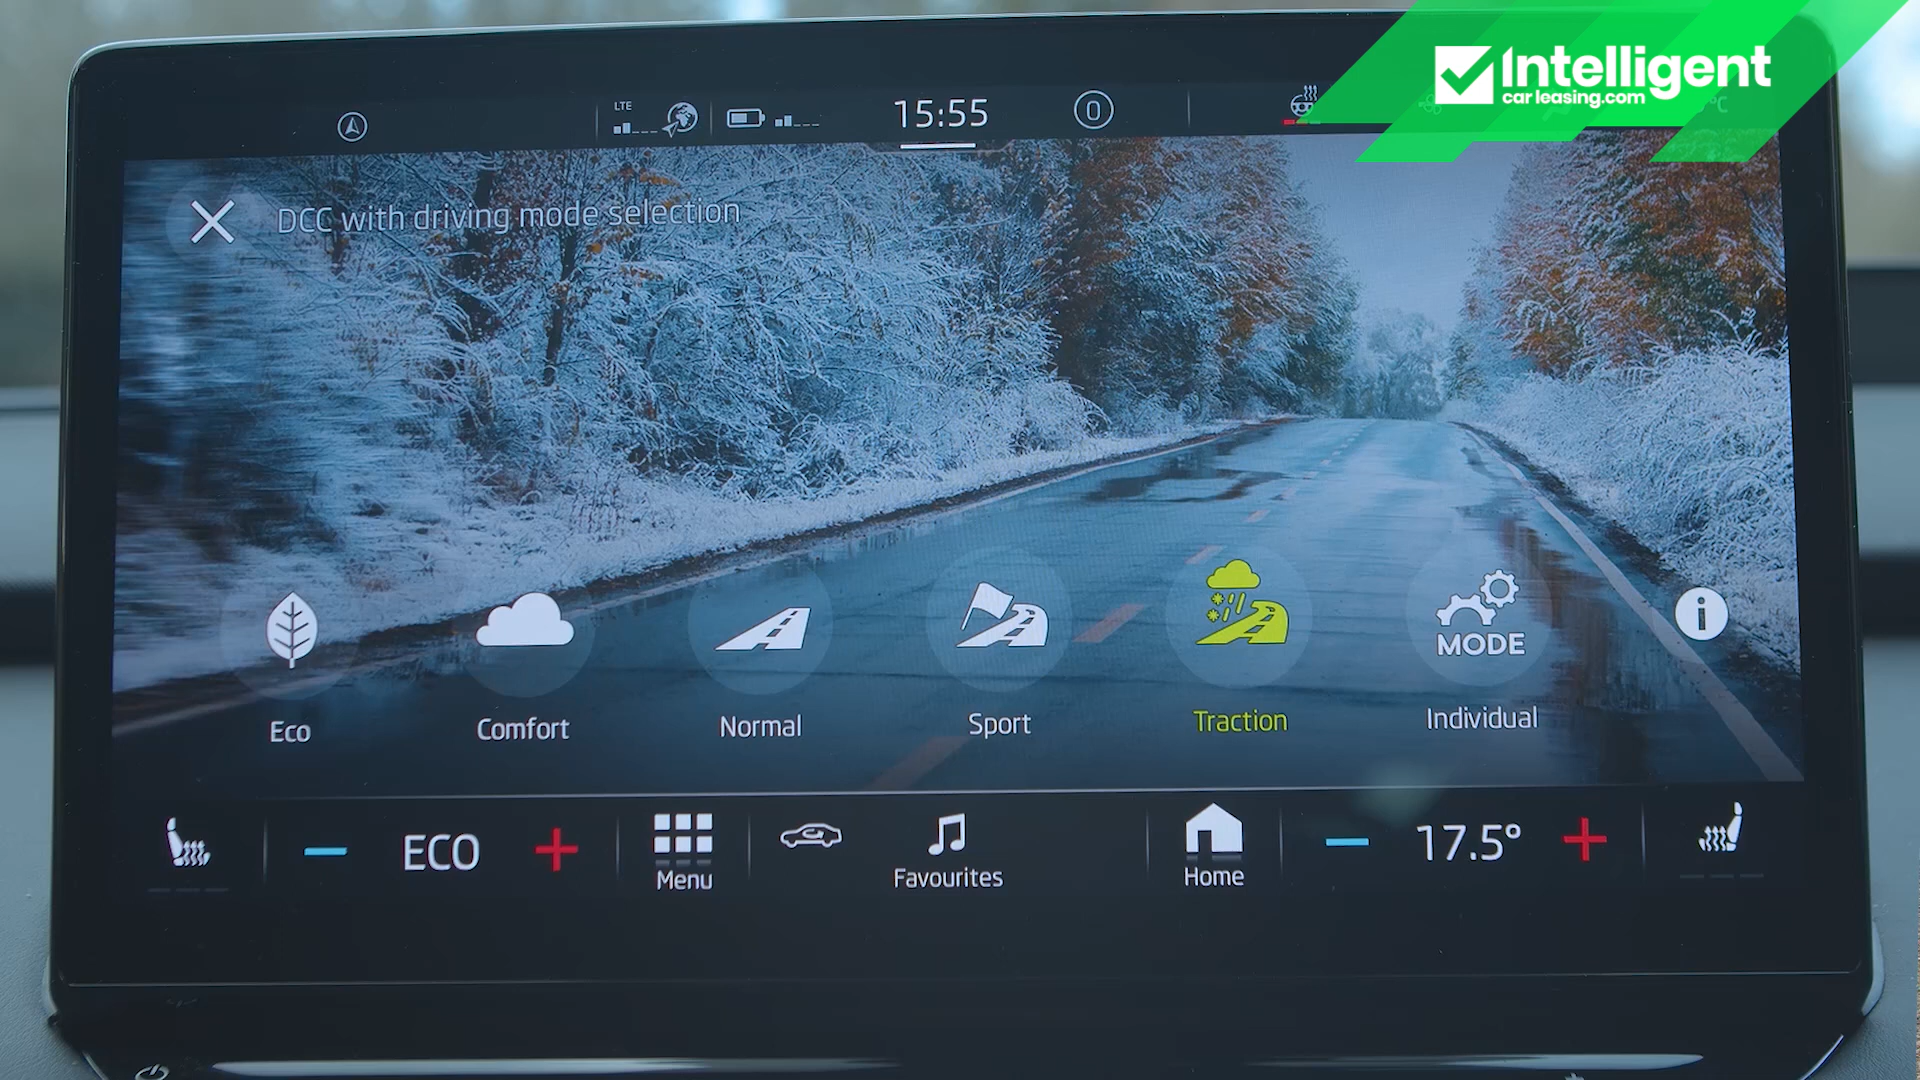 Intelligent
carleasing.com
LTE
15:55
0
DCC with driving mode selection
MODE
Eco
Comfort
Normal
Sport
Traction
Individual
ECO
Menu
Favourites
Home
17.5°